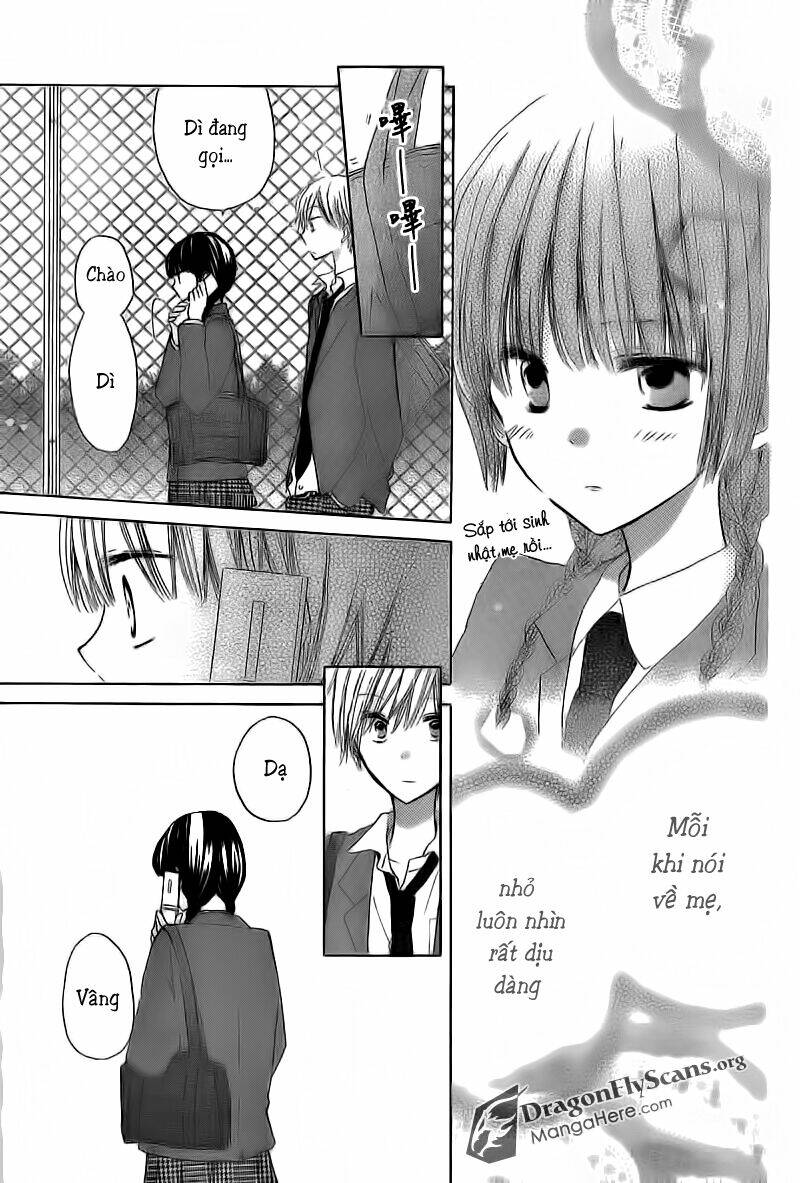 Sắp tới sinh
nhật mẹ rồi...
Mỗi
khi nói
về mẹ,
nhỏ
luôn nhìn
rất dịu
dàng
嗶—嗶—
Dì đang
gọi...
Chào
Dì
Dạ
Vâng
DragonFlyScans.org
MangaHere.com